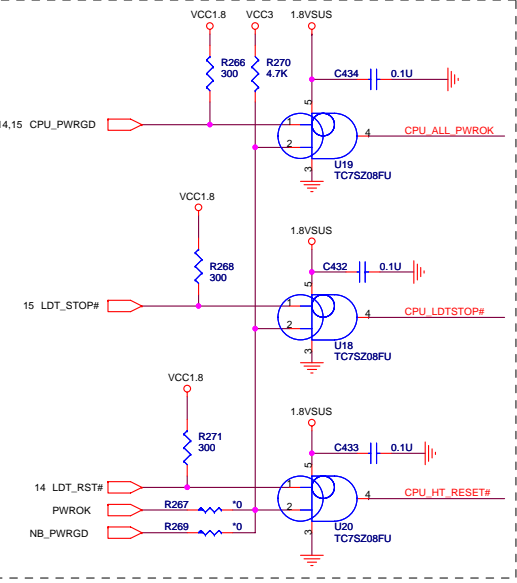 VCC1.8 VCC3 1.8VSUS
R266
300
R270
4.7K
C434 0.1U
5
14,15 CPU_PWRGD
1
2
4
CPU_ALL_PWROK
3
U19
TC7SZ08FU
VCC1.8
1.8VSUS
R268
300
C432 0.1U
5
15 LDT_STOP#
1
2
4
CPU_LDTSTOP#
3
U18
TC7SZ08FU
VCC1.8
1.8VSUS
R271
300
C433 0.1U
5
14 LDT_RST#
1
PWROK
R267 *0
2
4
CPU_HT_RESET#
NB_PWRGD
R269 *0
3
U20
TC7SZ08FU